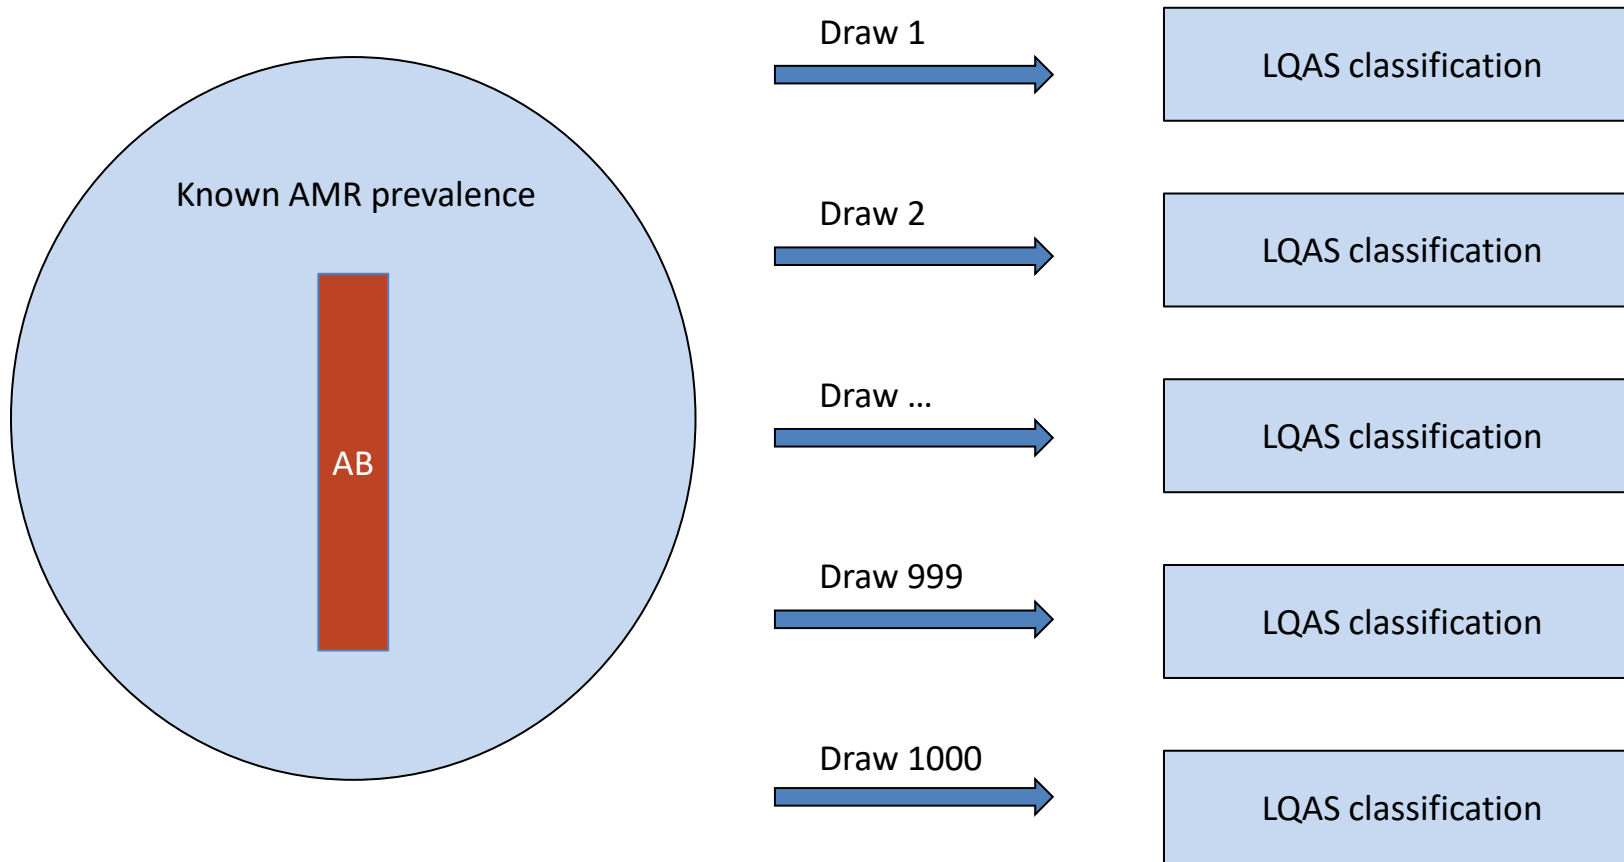 Known AMR prevalence
AB
Draw 1
LQAS classification
Draw 2
LQAS classification
Draw ...
LQAS classification
Draw 999
LQAS classification
Draw 1000
LQAS classification